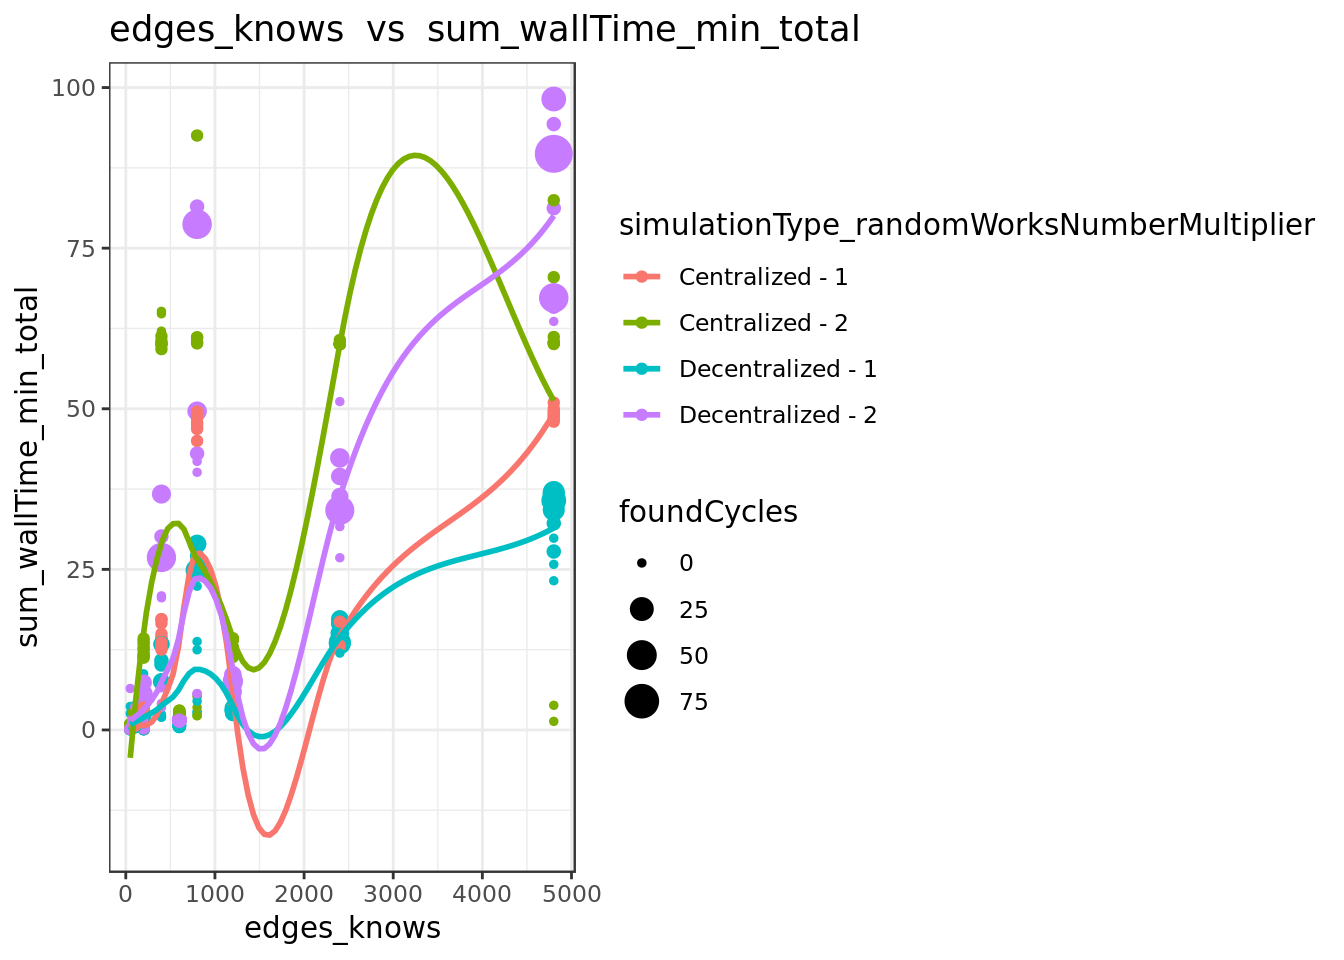 edges_knows vs sum_wallTime_min_total
sum_wallTime_min_total
100
75
50
25
0
0 1000 2000 3000 4000 5000
edges_knows
simulationType_randomWorksNumberMultiplier
Centralized - 1
Centralized - 2
Decentralized - 1
Decentralized - 2
foundCycles
0
25
50
75